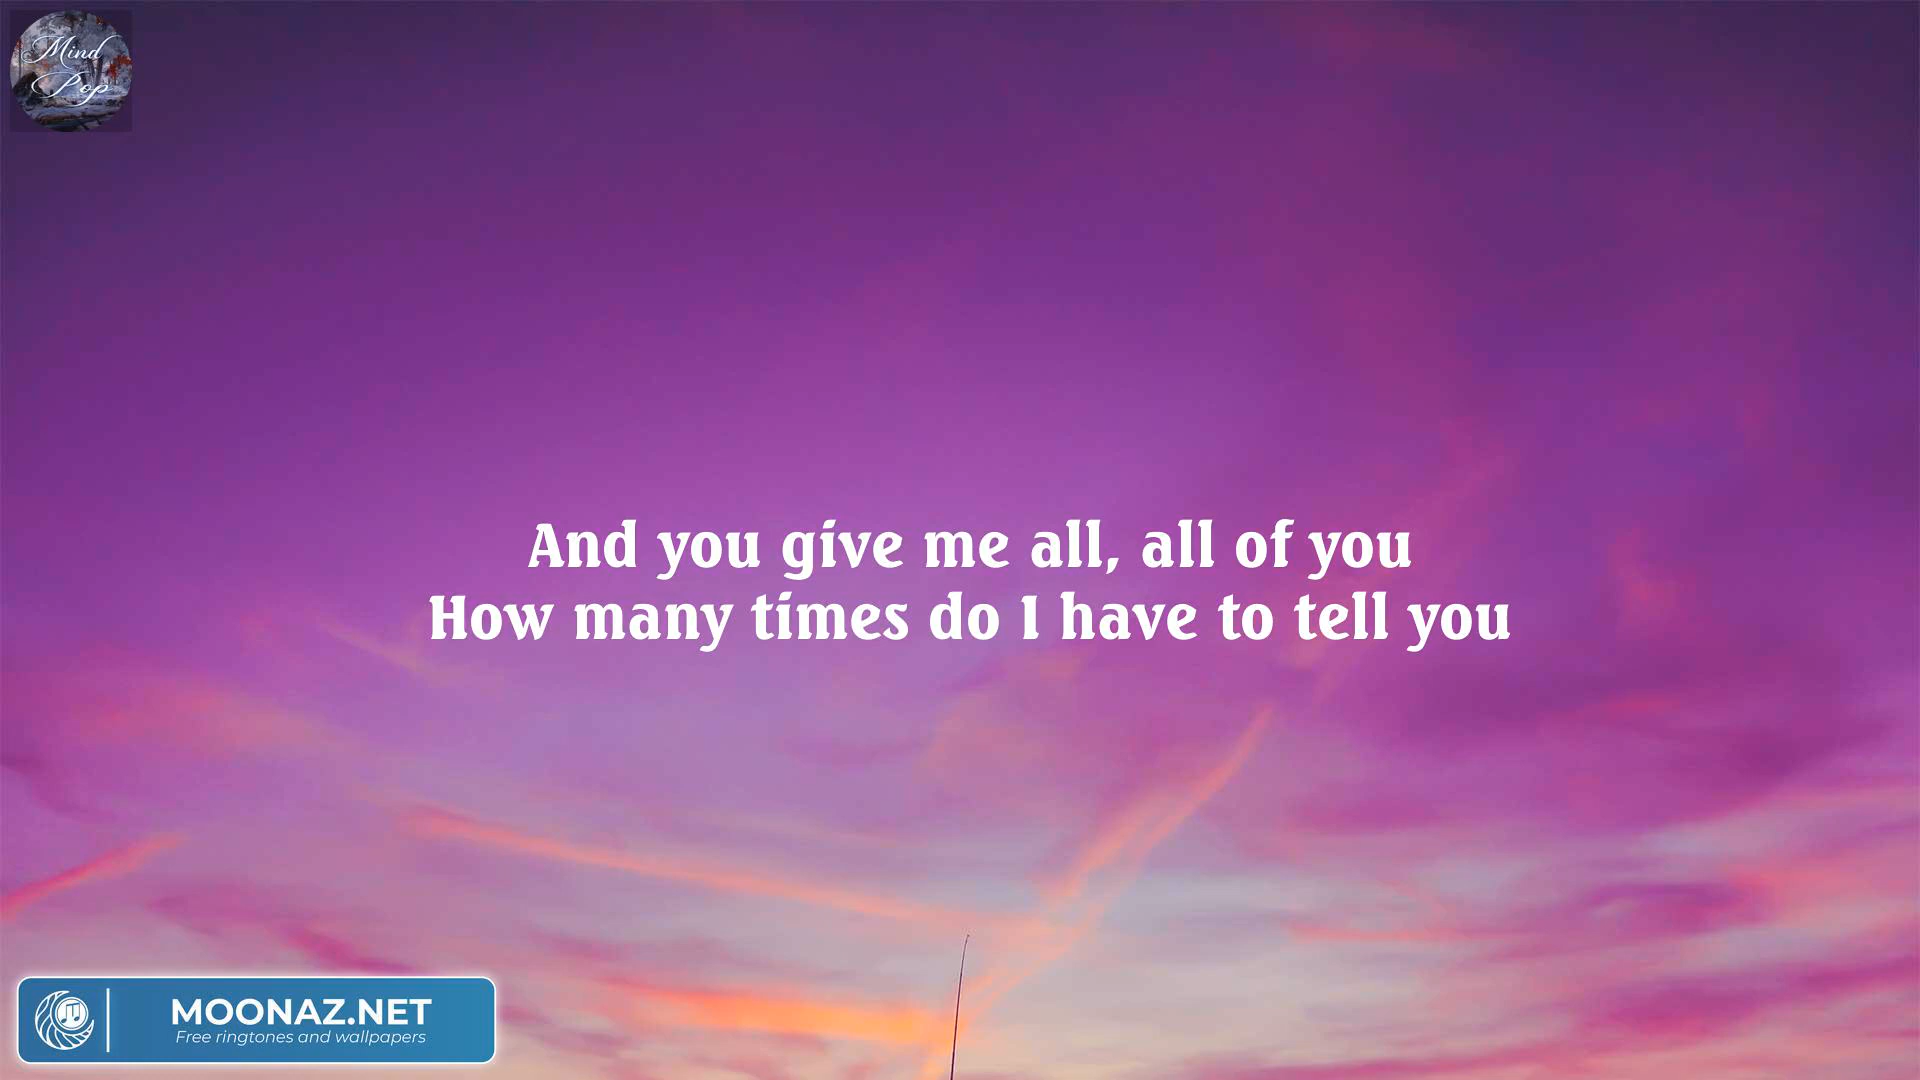 Mind
Pop
And you give me all, all of you
How many times do I have to tell you
MOONAZ.NET
Free ringtones and wallpapers